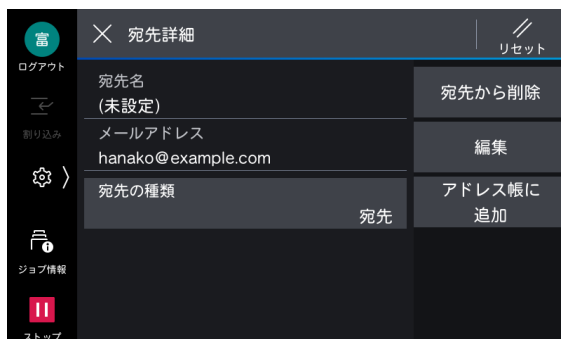 富
ログアウト
割り込み
ジョブ情報
ストップ
宛先詳細
リセット
宛先名
(未設定)
メールアドレス
hanako@example.com
宛先の種類
宛先
宛先から削除
編集
アドレス帳に
追加